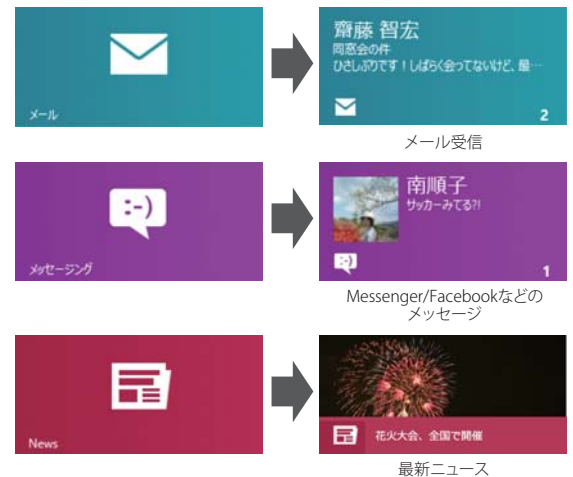 メール
齋藤 智宏
同窓会の件
ひさしぶりです！しばらく会ってないけど、最…
2
メール受信
メッセージング
:-)
南順子
サッカーみてる?!
:-)
1
Messenger/Facebookなどの
メッセージ
News
花火大会、全国で開催
最新ニュース